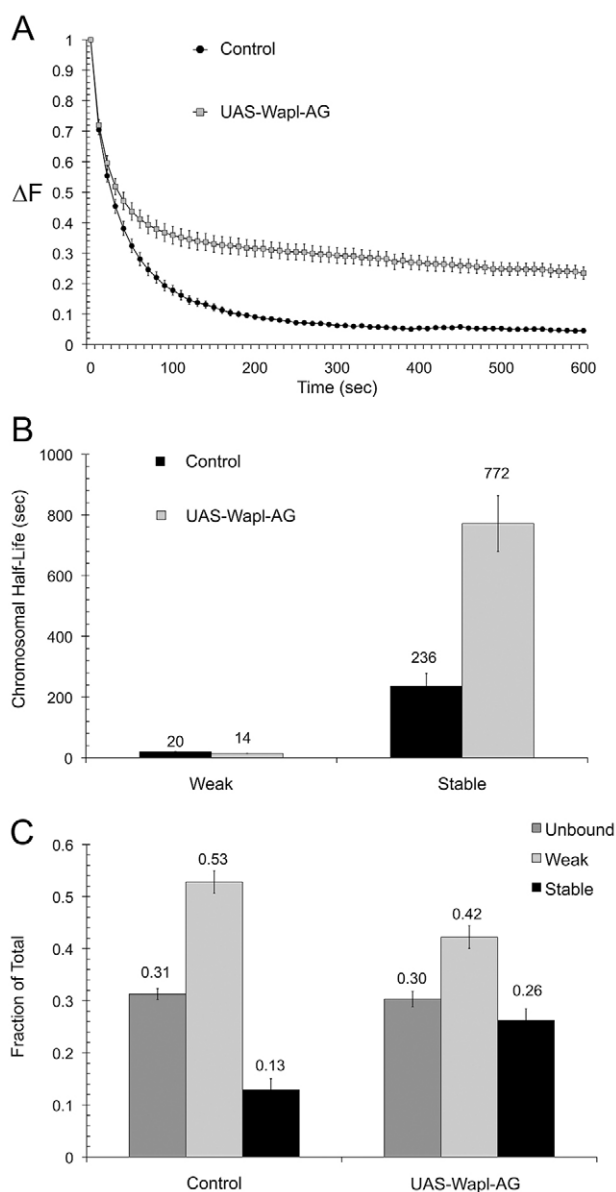 A
1
0.9
0.8
0.7
0.6
0.5
0.4
0.3
0.2
0.1
0
ΔF
Control
UAS-Wapl-AG
0 100 200 300 400 500 600
Time (sec)
B
1000
800
600
400
200
0
Chromosomal Half-Life (sec)
Control
UAS-Wapl-AG
20 14 236 772
Weak Stable
C
0.6
0.5
0.4
0.3
0.2
0.1
0
Fraction of Total
Unbound
Weak
Stable
0.31 0.53 0.13 0.30 0.42 0.26
Control UAS-Wapl-AG